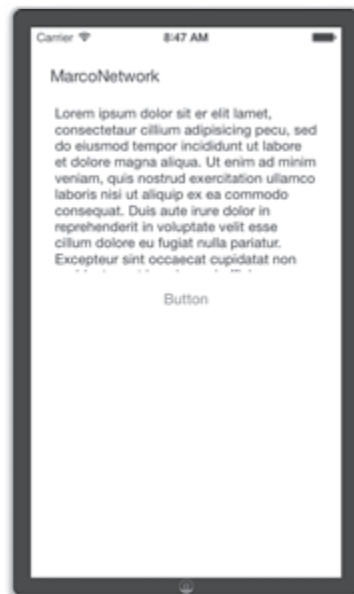 Carrier 8:47 AM
MarcoNetwork
Lorem ipsum dolor sit er elit lamet,
consectetaur cillium adipisicing pecu, sed
do eiusmod tempor incididunt ut labore
et dolore magna aliqua. Ut enim ad minim
veniam, quis nostrud exercitation ullamco
laboris nisi ut aliquip ex ea commodo
consequat. Duis aute irure dolor in
reprehenderit in voluptate velit esse
cillum dolore eu fugiat nulla pariatur.
Excepteur sint occaecat cupidatat non
Button